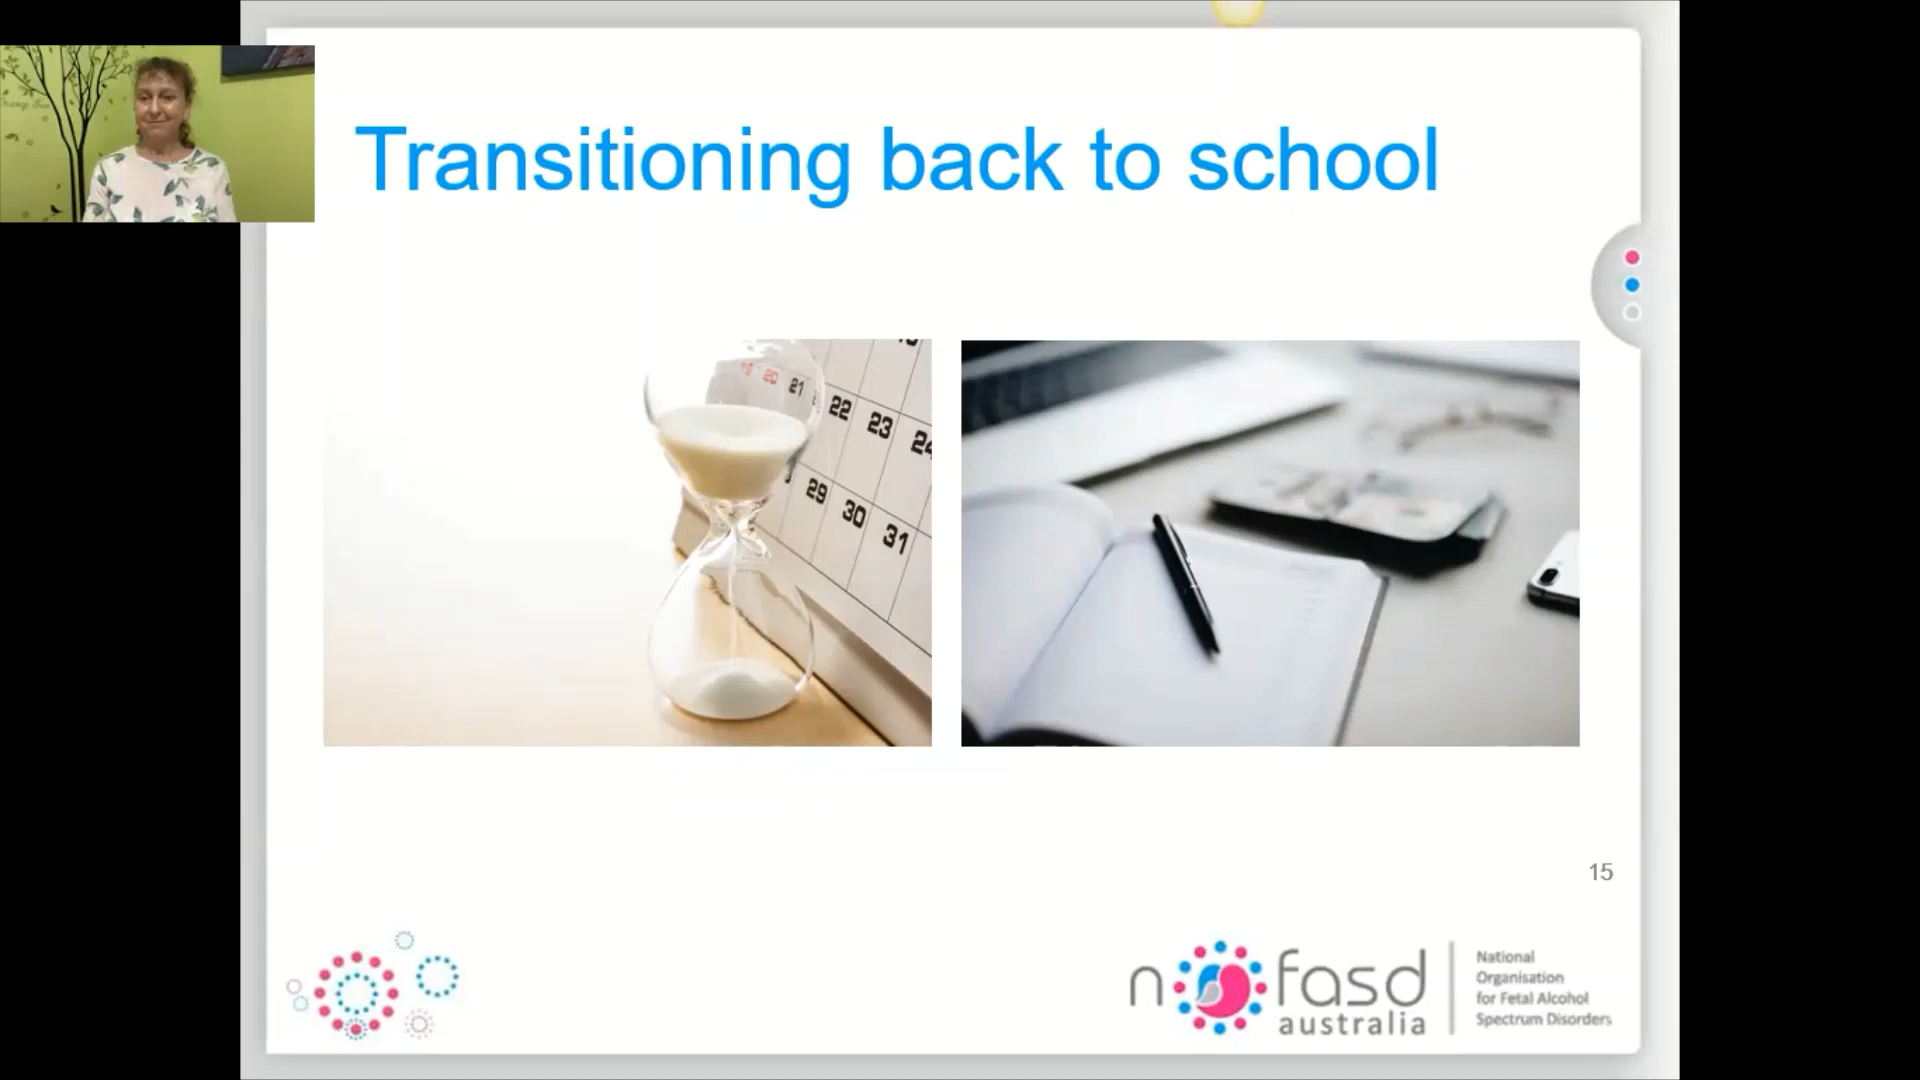 Transitioning back to school
20
21
22
23
24
29
30
31
15
nofasd
australia
National
Organisation
for Fetal Alcohol
Spectrum Disorders